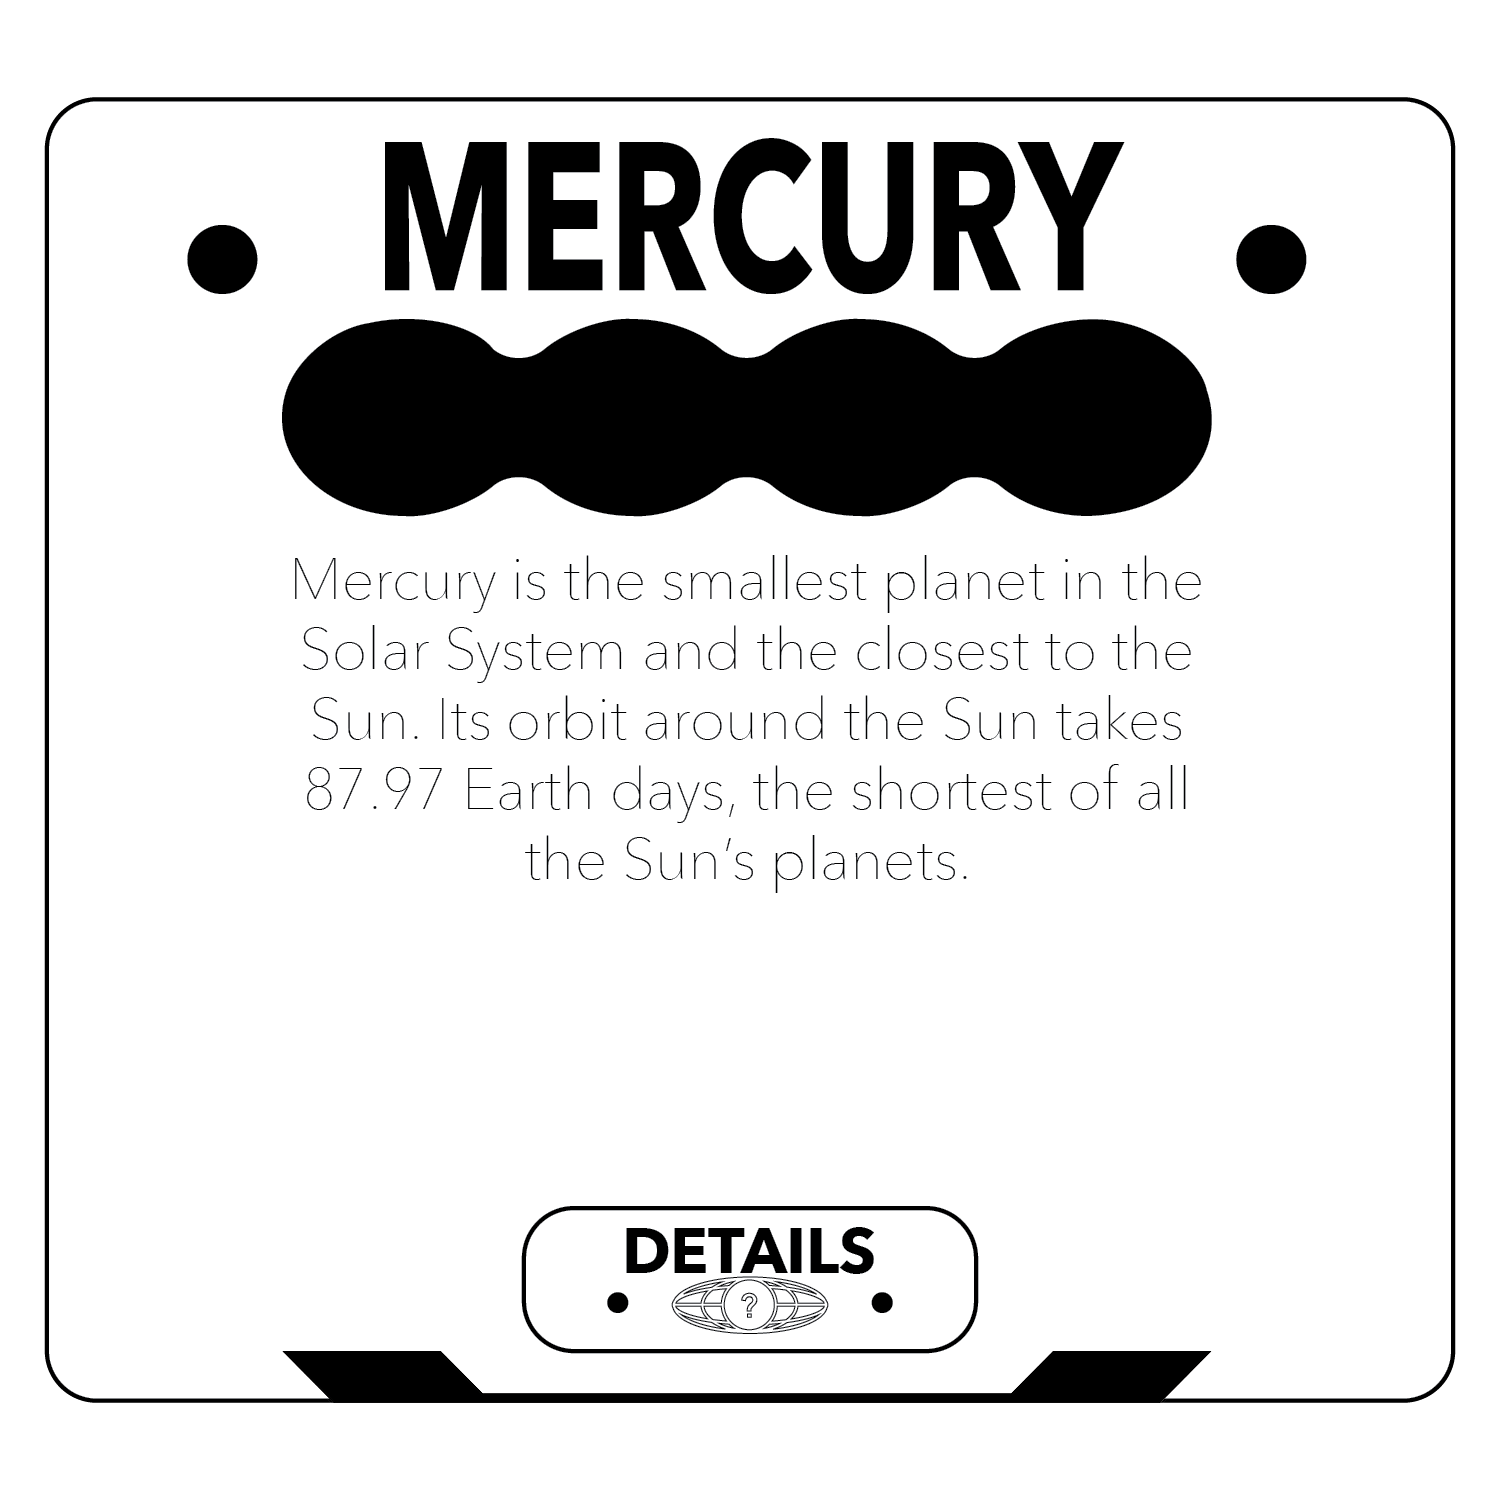 MERCURY
Mercury is the smallest planet in the
Solar System and the closest to the
Sun. Its orbit around the Sun takes
87.97 Earth days, the shortest of all
the Sun’s planets.
DETAILS
?